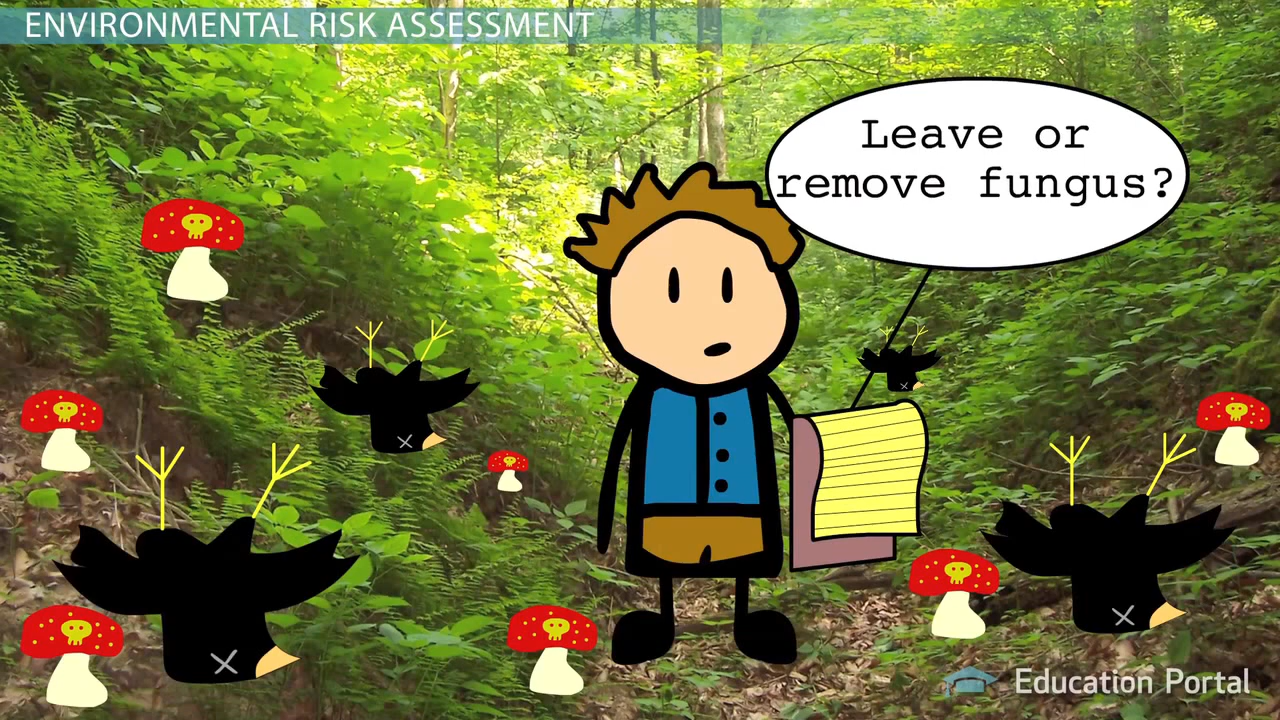 ENVIRONMENTAL RISK ASSESSMENT
Leave or
remove fungus?
Education Portal